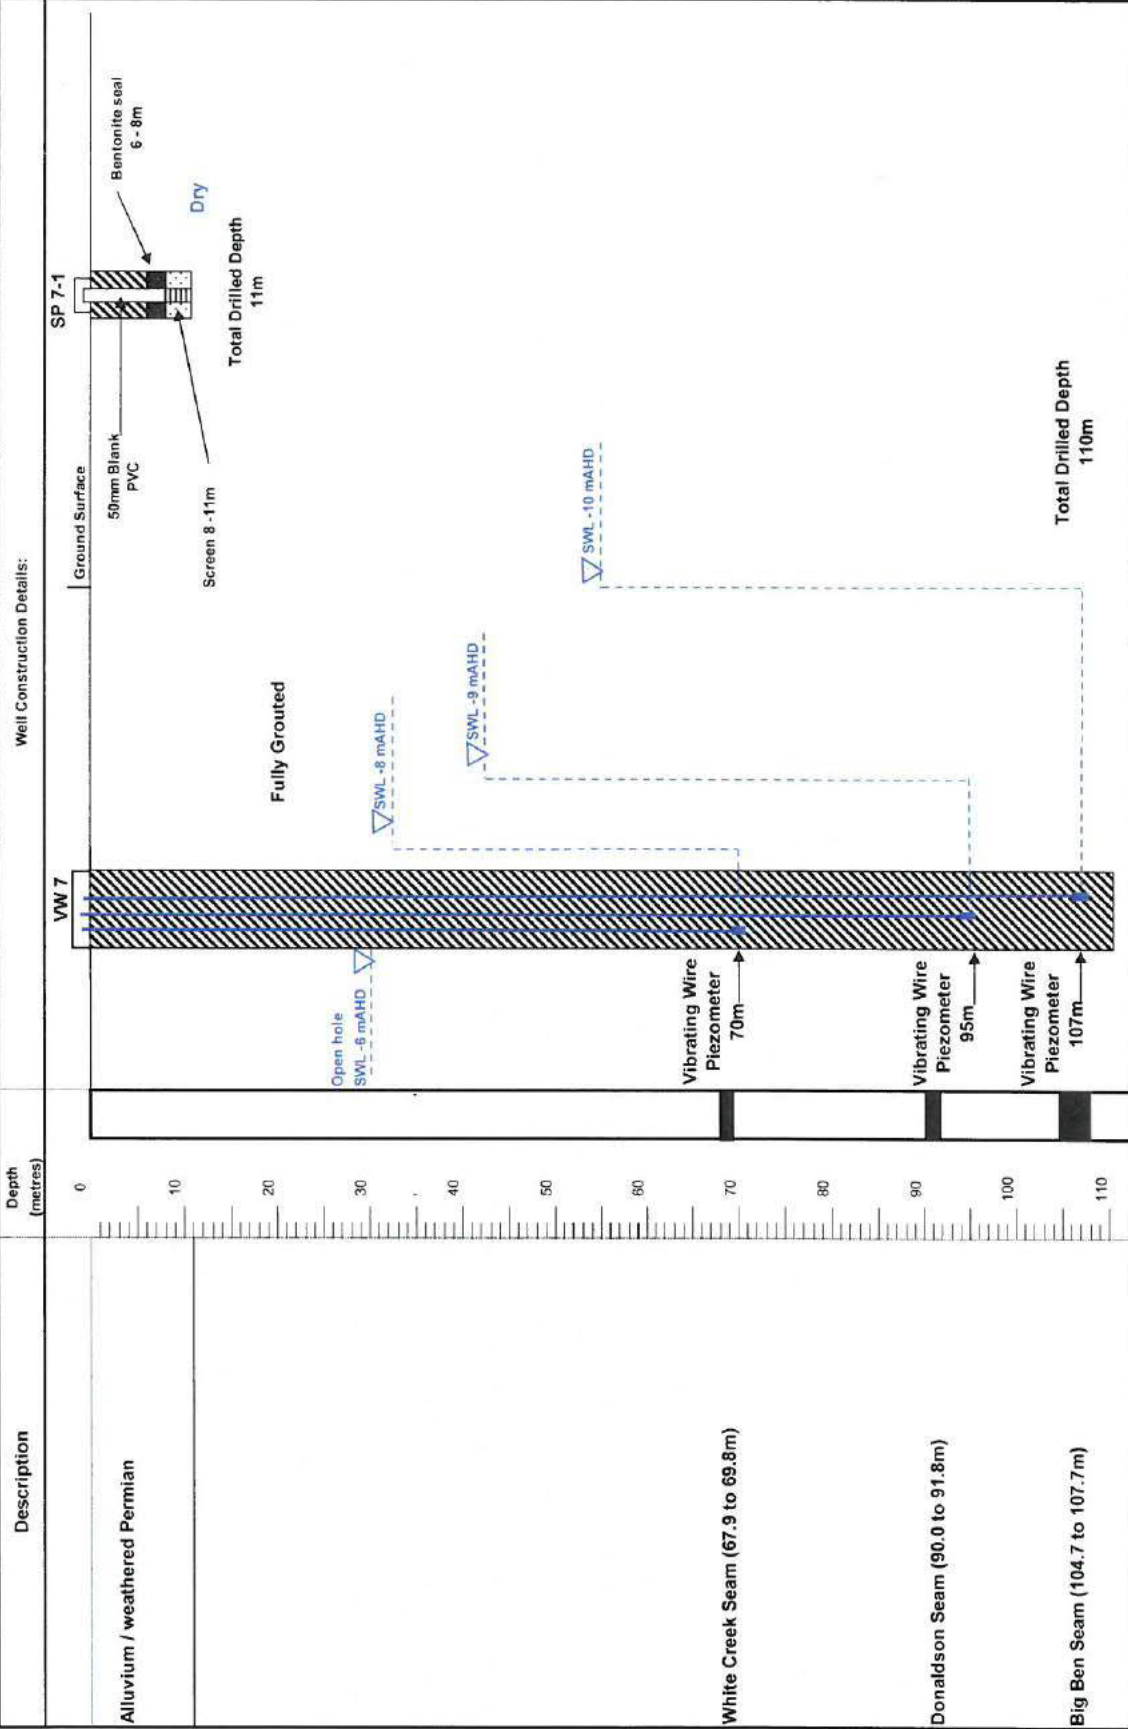 Description
Depth
(metres)
Well Construction Details:
VW 7
SP 7-1
Ground Surface
0
10
20
30
40
50
60
70
80
90
100
110
Alluvium / weathered Permian
50mm Blank
PVC
Bentonite seal
6 - 8m
Screen 8 -11m
Dry
Total Drilled Depth
11m
Fully Grouted
Open hole
SWL -6 mAHD
SWL -8 mAHD
SWL -9 mAHD
SWL -10 mAHD
White Creek Seam (67.9 to 69.8m)
Vibrating Wire
Piezometer
70m
Donaldson Seam (90.0 to 91.8m)
Vibrating Wire
Piezometer
95m
Big Ben Seam (104.7 to 107.7m)
Vibrating Wire
Piezometer
107m
Total Drilled Depth
110m